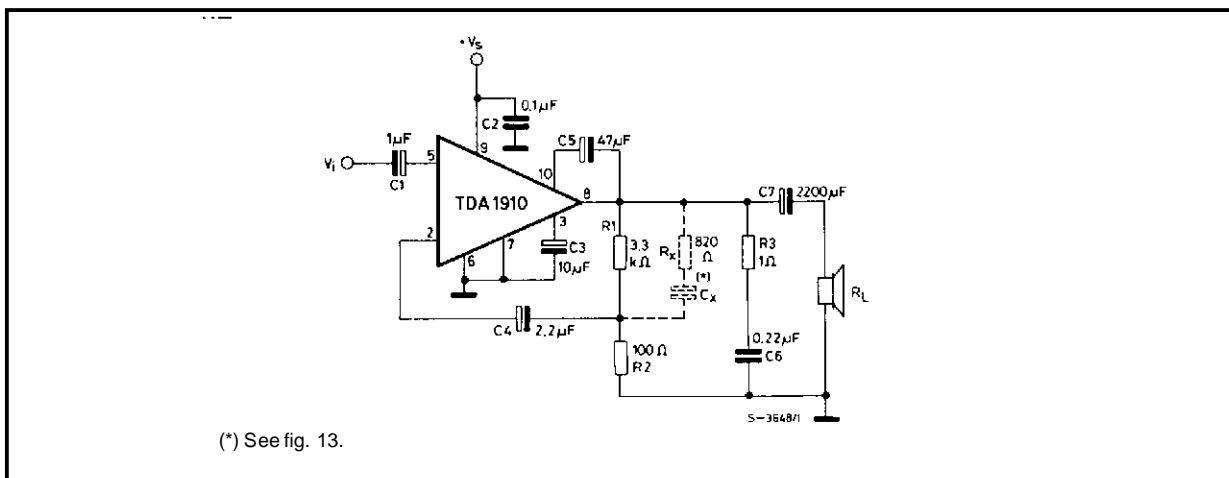 +Vs
0.1µF
C2
C5
47µF
1µF
Vi
C1
5
9
10
8
TDA1910
3
2
7
6
C3
10µF
C4
2,2µF
R1
3.3
kΩ
Rx
820
Ω
(*)
Cx
R3
1Ω
C7
2200µF
RL
100Ω
R2
0.22µF
C6
S-3648/1
(*) See fig. 13.